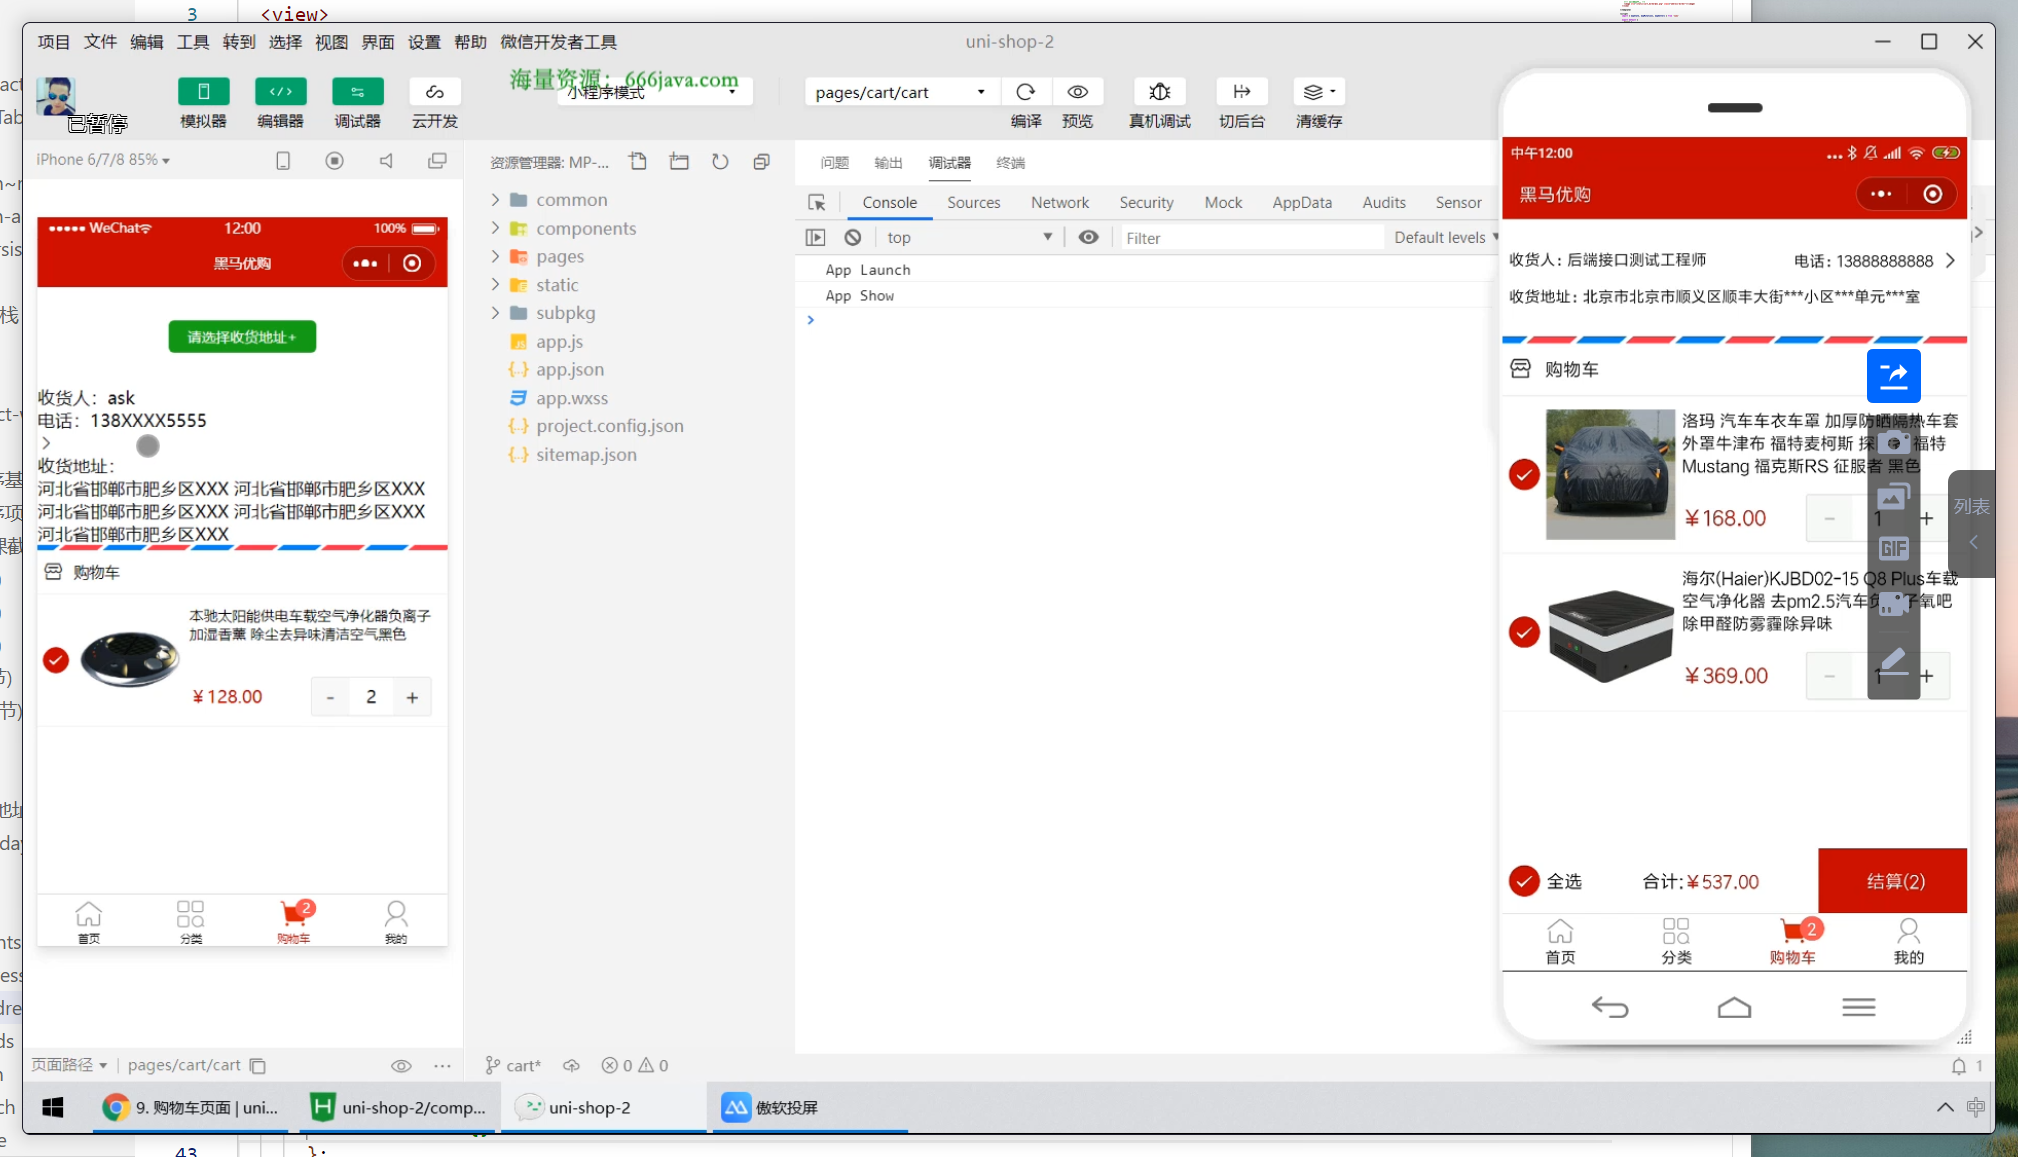 3 <view>
项目 文件 编辑 工具 转到 选择 视图 界面 设置 帮助 微信开发者工具
uni-shop-2
海量资源：666java.com
已暂停
模拟器 编辑器 调试器 云开发
小程序模式
pages/cart/cart
编译 预览 真机调试 切后台 清缓存
iPhone 6/7/8 85%
WeChat 12:00 100%
黑马优购
请选择收货地址+
收货人：ask
电话：138XXXX5555
收货地址：
河北省邯郸市肥乡区XXX 河北省邯郸市肥乡区XXX
河北省邯郸市肥乡区XXX 河北省邯郸市肥乡区XXX
河北省邯郸市肥乡区XXX
购物车
本驰太阳能供电车载空气净化器负离子
加湿香薰 除尘去异味清洁空气黑色
¥128.00 - 2 +
2
首页 分类 购物车 我的
页面路径 | pages/cart/cart
资源管理器: MP-...
common
components
pages
static
subpkg
app.js
app.json
app.wxss
project.config.json
sitemap.json
cart* 0 0
问题 输出 调试器 终端
Console Sources Network Security Mock AppData Audits Sensor
top Filter Default levels
App Launch
App Show
中午12:00
黑马优购
收货人：后端接口测试工程师 电话：13888888888
收货地址：北京市北京市顺义区顺丰大街***小区***单元***室
购物车
洛玛 汽车车衣车罩 加厚防晒隔热车套
外罩牛津布 福特麦柯斯 探 福特
Mustang 福克斯RS 征服者 黑色
¥168.00 - 1 +
海尔(Haier)KJBD02-15 Q8 Plus车载
空气净化器 去pm2.5汽车负 子氧吧
除甲醛防雾霾除异味
¥369.00 - 1 +
GIF
列表
全选 合计:¥537.00 结算(2)
2
首页 分类 购物车 我的
1
9. 购物车页面 | uni... uni-shop-2/comp... uni-shop-2 傲软投屏 中
43 };